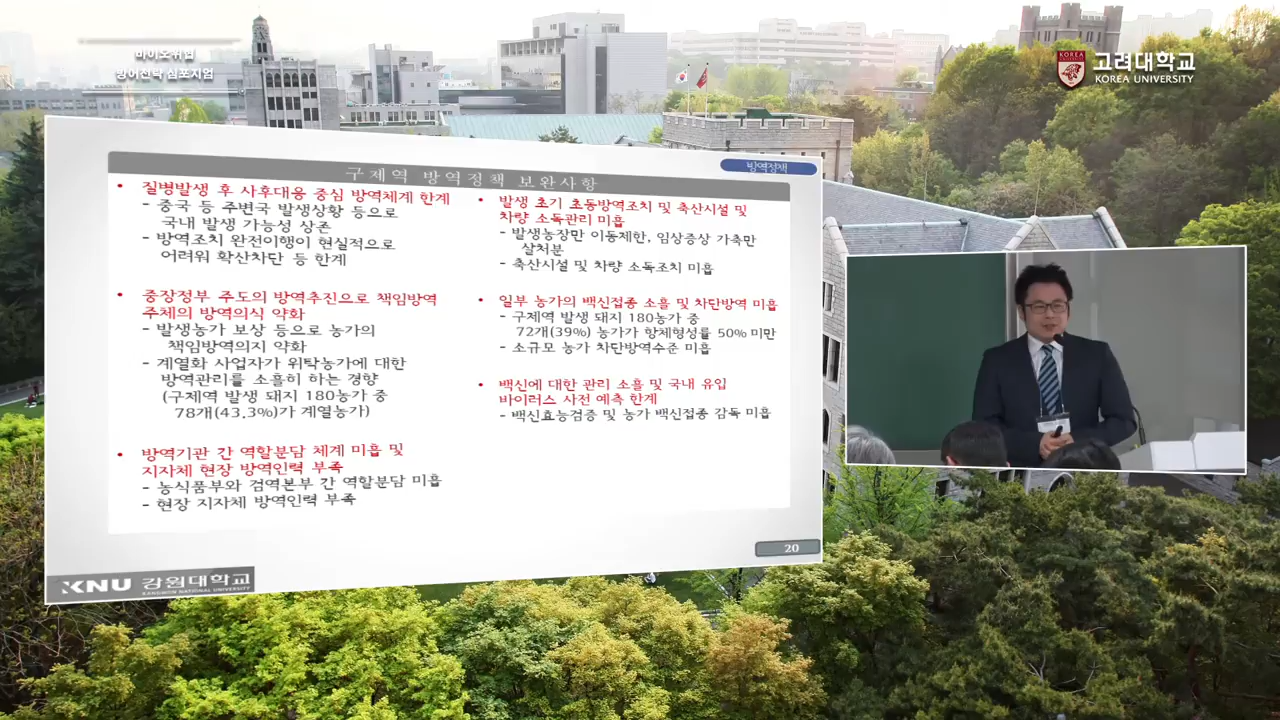 바이오위협
방어전략 심포지엄
KOREA
고려대학교
KOREA UNIVERSITY
방역정책
구제역 방역정책 보완사항
• 질병발생 후 사후대응 중심 방역체계 한계
- 중국 등 주변국 발생상황 등으로
국내 발생 가능성 상존
- 방역조치 완전이행이 현실적으로
어려워 확산차단 등 한계
• 중장정부 주도의 방역추진으로 책임방역
주체의 방역의식 약화
- 발생농가 보상 등으로 농가의
책임방역의지 약화
- 계열화 사업자가 위탁농가에 대한
방역관리를 소홀히 하는 경향
(구제역 발생 돼지 180농가 중
78개(43.3%)가 계열농가)
• 방역기관 간 역할분담 체계 미흡 및
지자체 현장 방역인력 부족
- 농식품부와 검역본부 간 역할분담 미흡
- 현장 지자체 방역인력 부족
• 발생 초기 초동방역조치 및 축산시설 및
차량 소독관리 미흡
- 발생농장만 이동제한, 임상증상 가축만
살처분
- 축산시설 및 차량 소독조치 미흡
• 일부 농가의 백신접종 소홀 및 차단방역 미흡
- 구제역 발생 돼지 180농가 중
72개(39%) 농가가 항체형성률 50% 미만
- 소규모 농가 차단방역수준 미흡
• 백신에 대한 관리 소홀 및 국내 유입
바이러스 사전 예측 한계
- 백신효능검증 및 농가 백신접종 감독 미흡
20
KNU 강원대학교
KANGWON NATIONAL UNIVERSITY